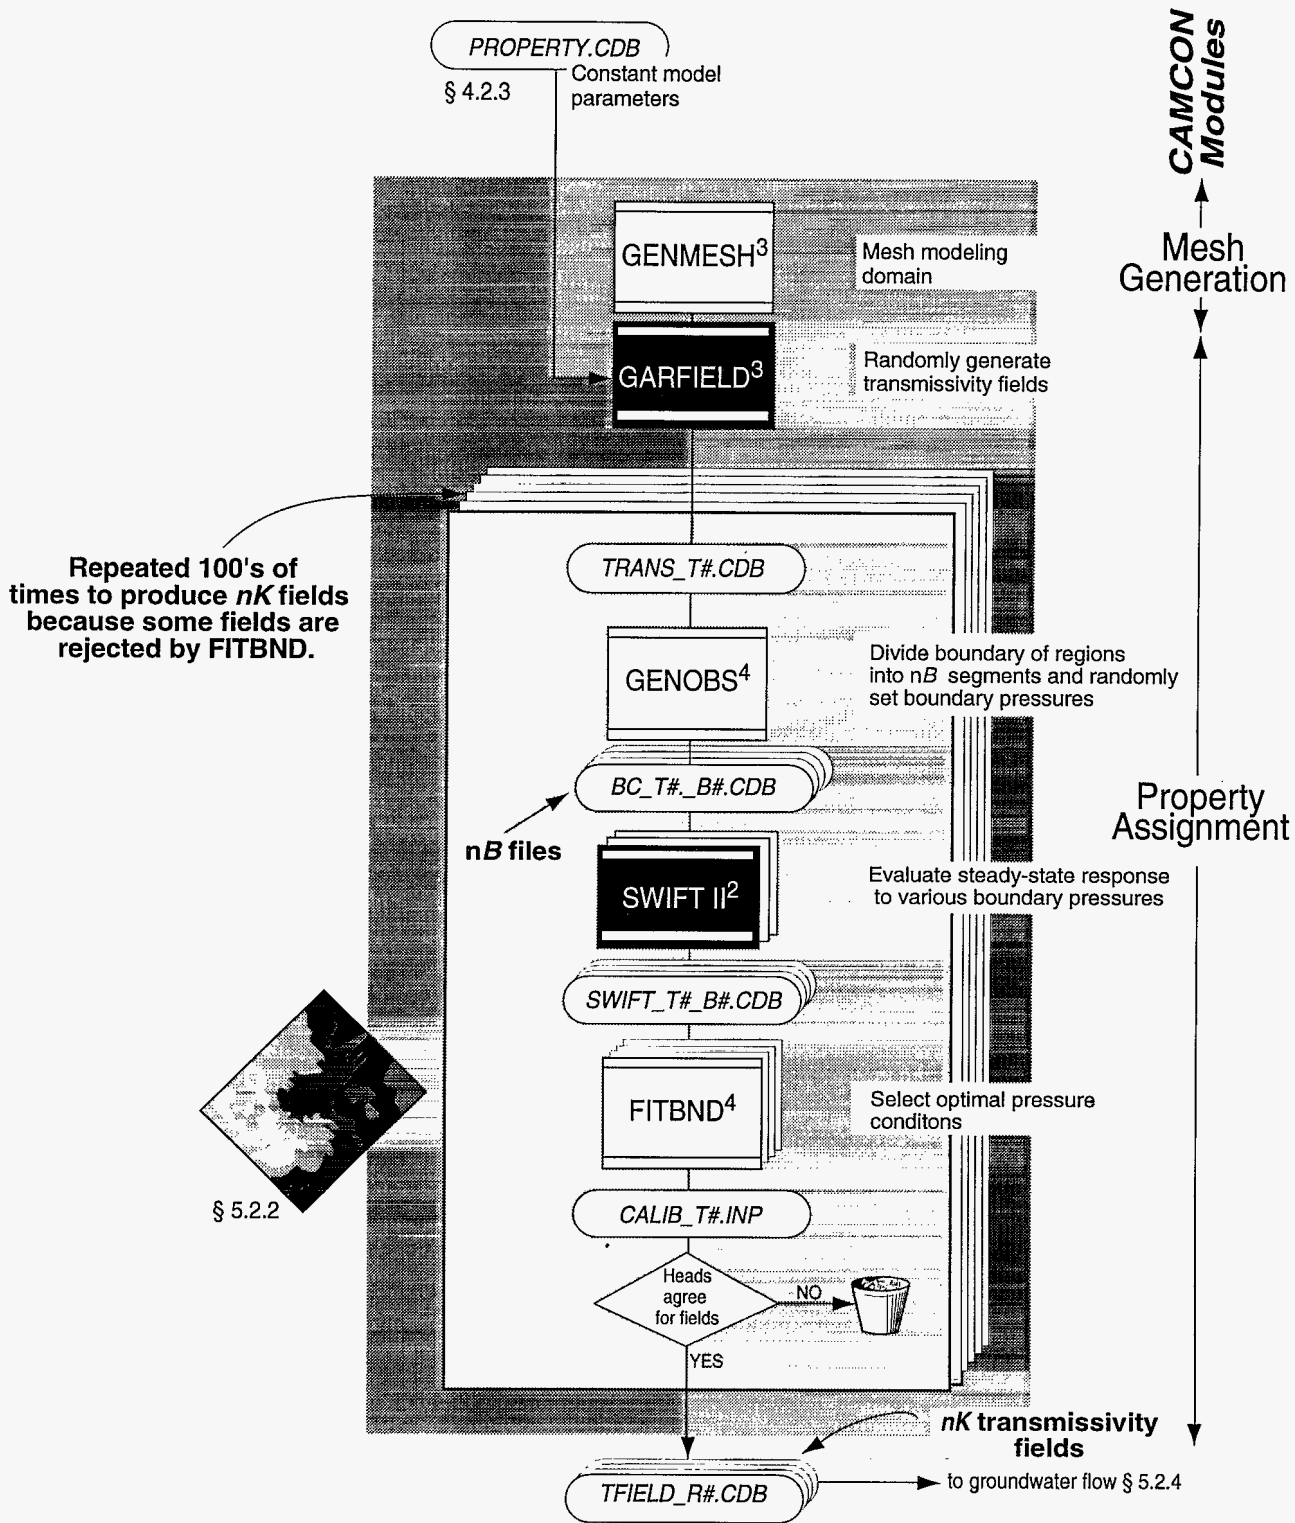 PROPERTY.CDB
§ 4.2.3
Constant model
parameters
CAMCON
Modules
GENMESH³
Mesh modeling
domain
Mesh
Generation
GARFIELD³
Randomly generate
transmissivity fields
Repeated 100's of
times to produce nK fields
because some fields are
rejected by FITBND.
TRANS_T#.CDB
GENOBS⁴
Divide boundary of regions
into nB segments and randomly
set boundary pressures
BC_T#._B#.CDB
nB files
Property
Assignment
SWIFT II²
Evaluate steady-state response
to various boundary pressures
SWIFT_T#_B#.CDB
FITBND⁴
Select optimal pressure
conditons
§ 5.2.2
CALIB_T#.INP
Heads
agree
for fields
NO
YES
nK transmissivity
fields
TFIELD_R#.CDB
to groundwater flow § 5.2.4